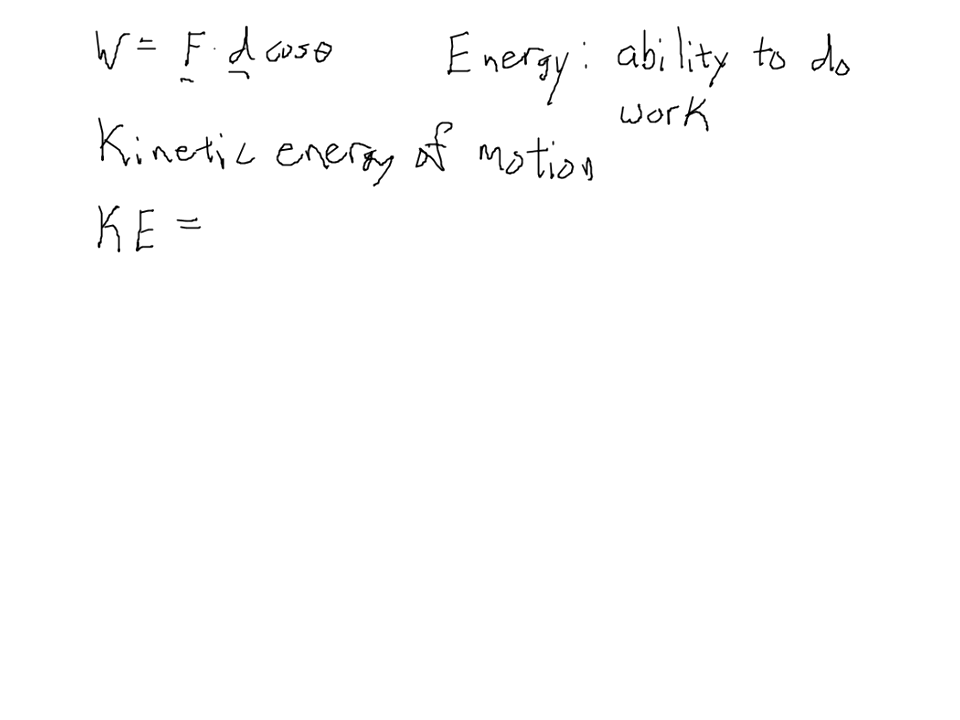 W = F · d cosθ
Energy: ability to do
work
Kinetic energy of motion
KE =